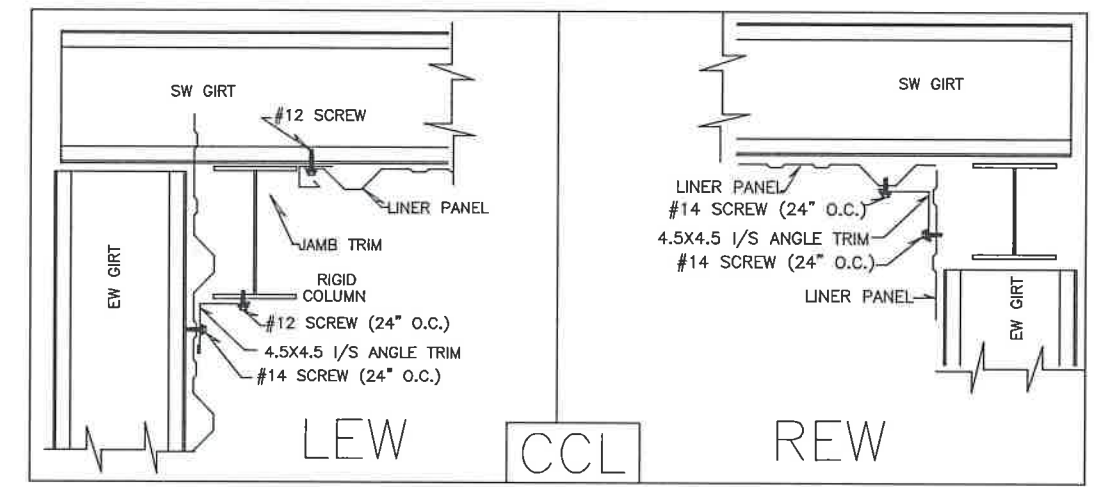 SW GIRT
#12 SCREW
LINER PANEL
JAMB TRIM
EW GIRT
RIGID
COLUMN
#12 SCREW (24" O.C.)
4.5X4.5 I/S ANGLE TRIM
#14 SCREW (24" O.C.)
LEW
CCL
SW GIRT
LINER PANEL
#14 SCREW (24" O.C.)
4.5X4.5 I/S ANGLE TRIM
#14 SCREW (24" O.C.)
LINER PANEL
EW GIRT
REW